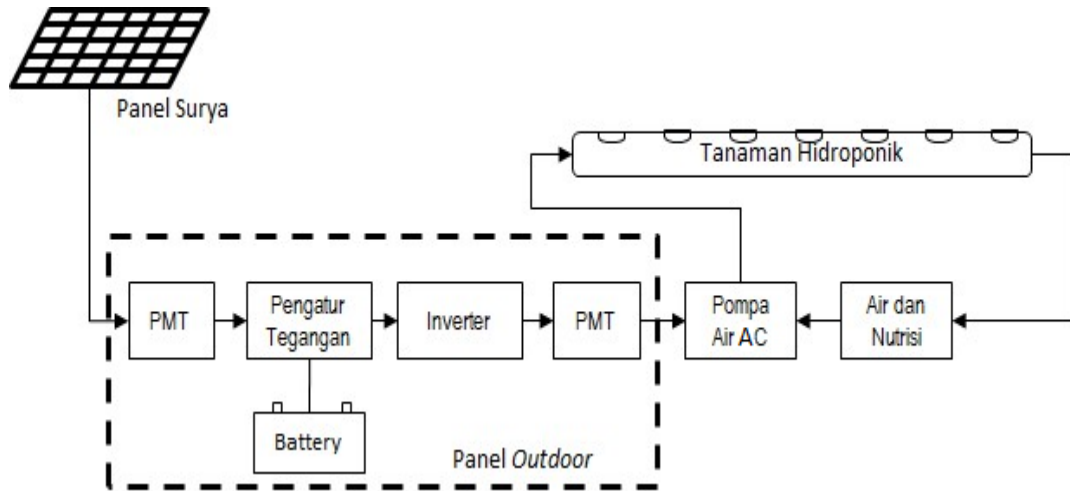 Panel Surya
Tanaman Hidroponik
PMT
Pengatur
Tegangan
Inverter
PMT
Pompa
Air AC
Air dan
Nutrisi
Battery
Panel Outdoor